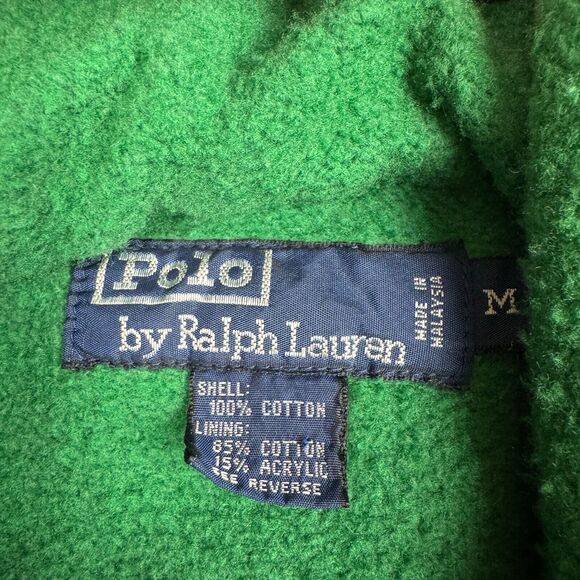 Polo
by Ralph Lauren
MADE IN
MALAYSIA
M
SHELL:
100% COTTON
LINING:
85% COTTON
15% ACRYLIC
SEE REVERSE